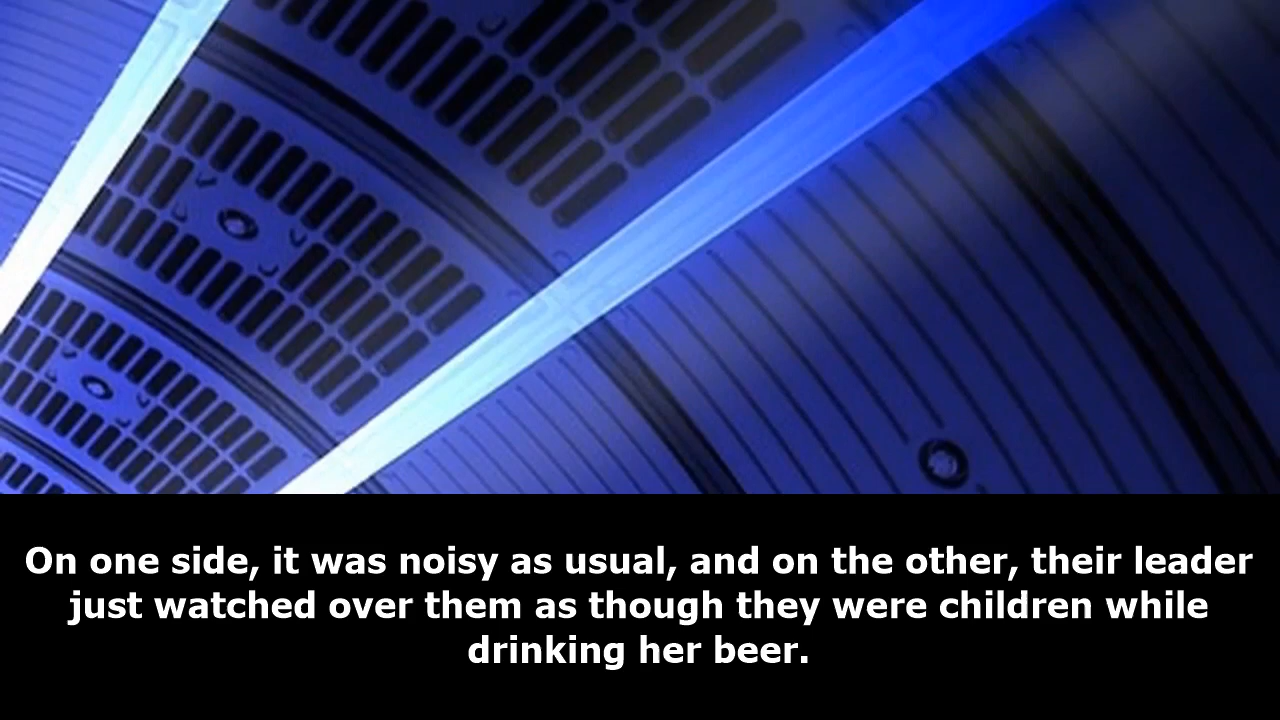 On one side, it was noisy as usual, and on the other, their leader
just watched over them as though they were children while
drinking her beer.